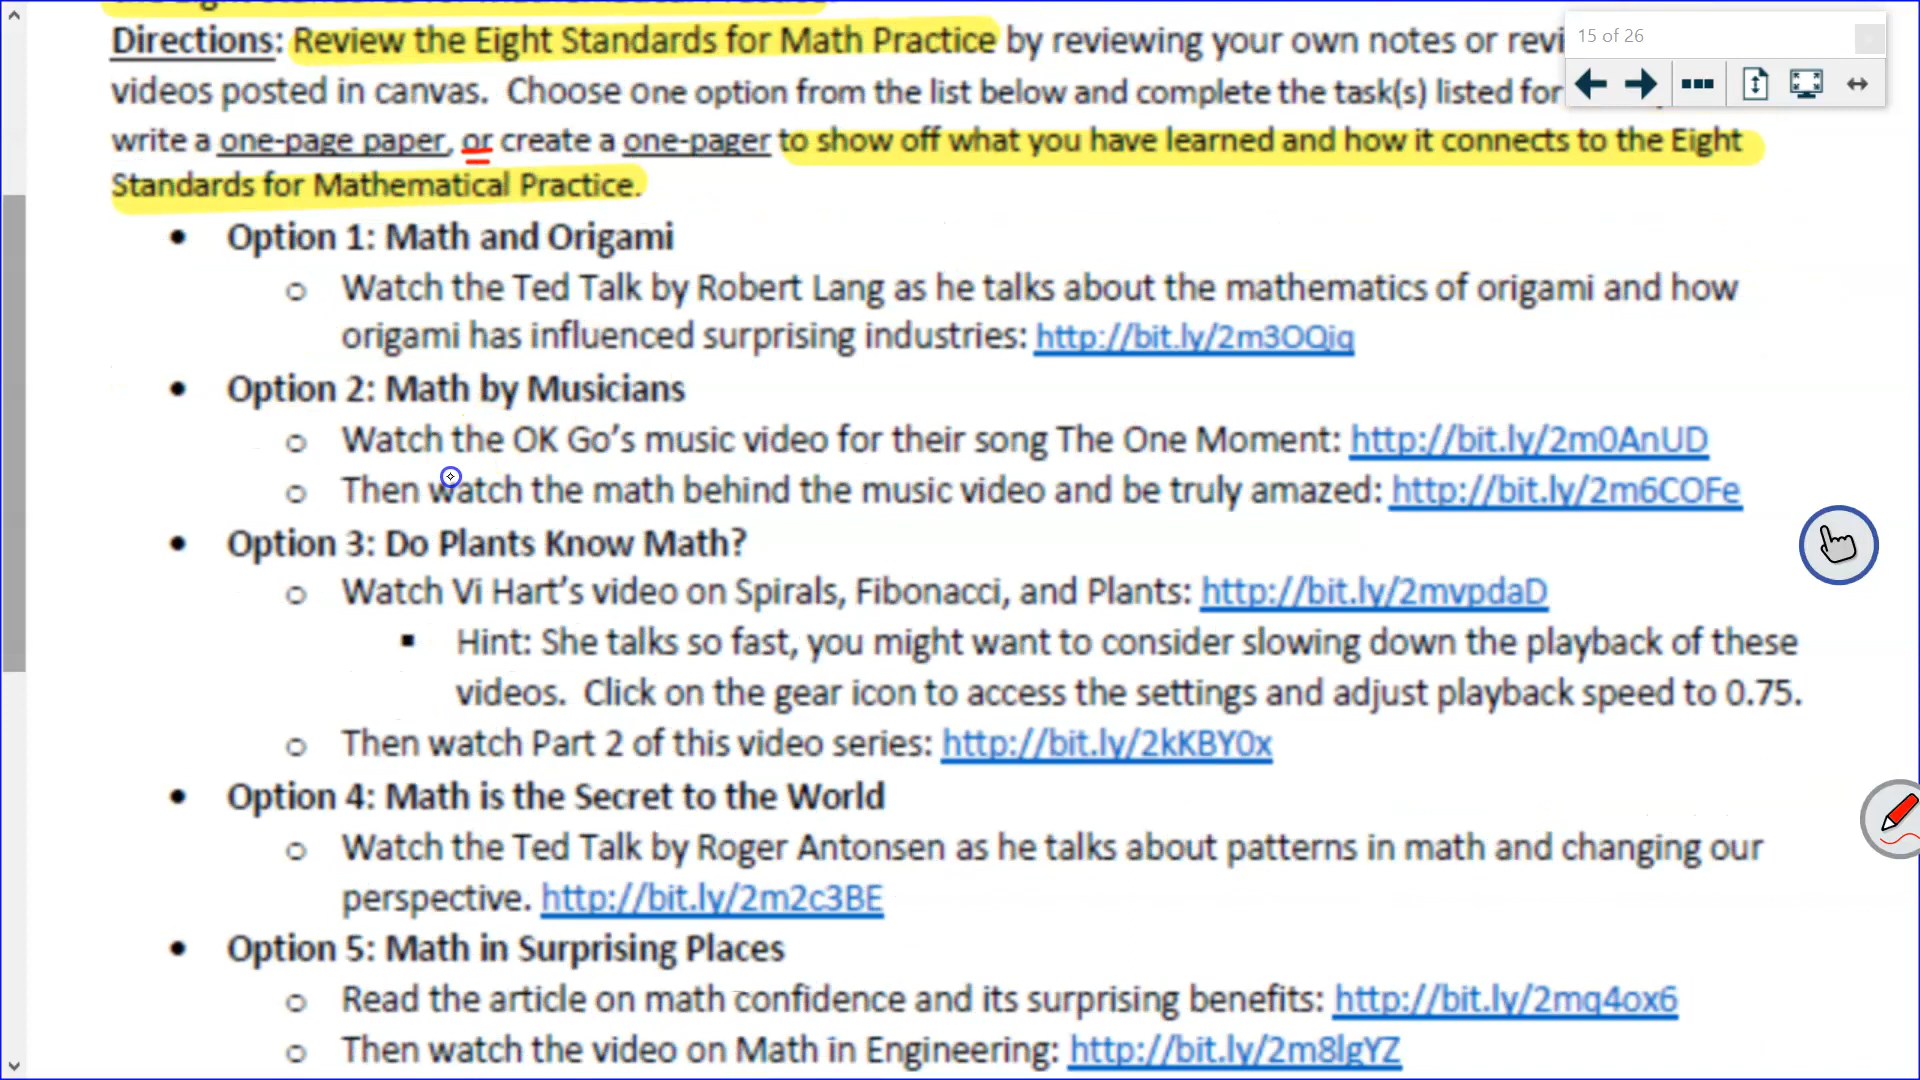 Directions: Review the Eight Standards for Math Practice by reviewing your own notes or revi
15 of 26
videos posted in canvas. Choose one option from the list below and complete the task(s) listed for
write a one-page paper, or create a one-pager to show off what you have learned and how it connects to the Eight
Standards for Mathematical Practice.
• Option 1: Math and Origami
o Watch the Ted Talk by Robert Lang as he talks about the mathematics of origami and how
origami has influenced surprising industries: http://bit.ly/2m3OQiq
• Option 2: Math by Musicians
o Watch the OK Go's music video for their song The One Moment: http://bit.ly/2m0AnUD
o Then watch the math behind the music video and be truly amazed: http://bit.ly/2m6COFe
• Option 3: Do Plants Know Math?
o Watch Vi Hart's video on Spirals, Fibonacci, and Plants: http://bit.ly/2mvpdaD
▪ Hint: She talks so fast, you might want to consider slowing down the playback of these
videos. Click on the gear icon to access the settings and adjust playback speed to 0.75.
o Then watch Part 2 of this video series: http://bit.ly/2kKBY0x
• Option 4: Math is the Secret to the World
o Watch the Ted Talk by Roger Antonsen as he talks about patterns in math and changing our
perspective. http://bit.ly/2m2c3BE
• Option 5: Math in Surprising Places
o Read the article on math confidence and its surprising benefits: http://bit.ly/2mq4ox6
o Then watch the video on Math in Engineering: http://bit.ly/2m8lgYZ